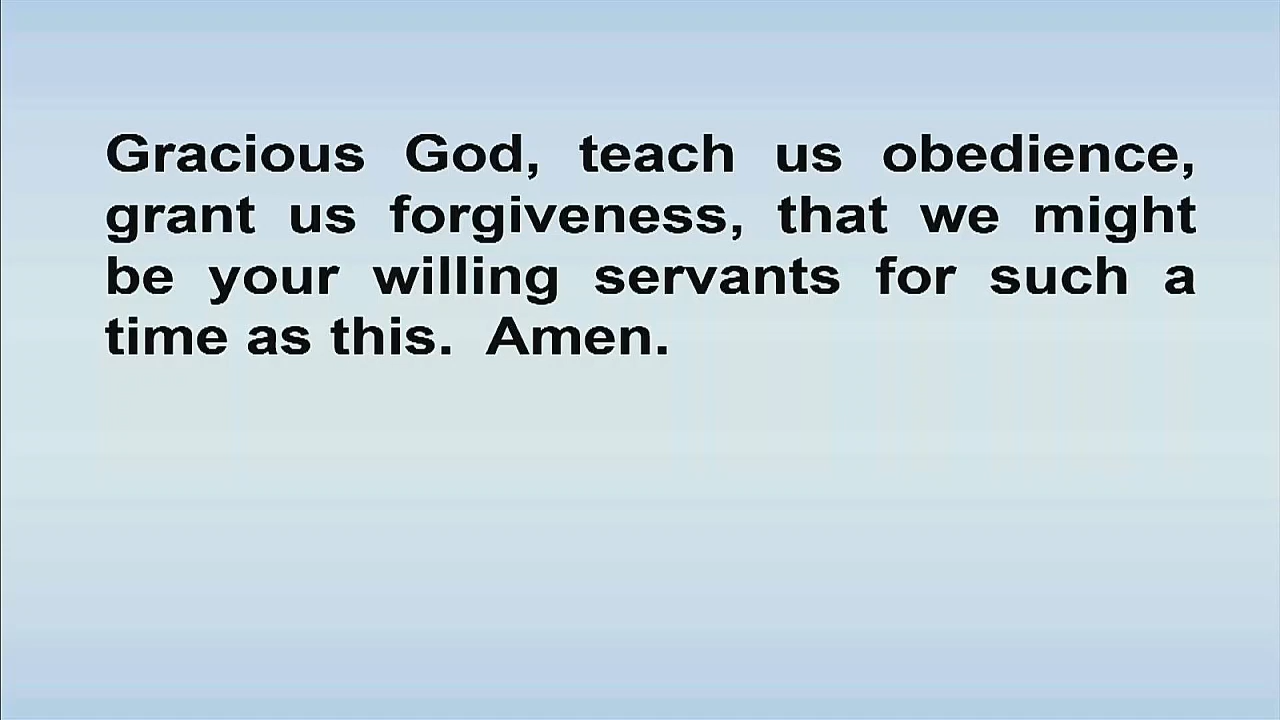 Gracious God, teach us obedience,
grant us forgiveness, that we might
be your willing servants for such a
time as this.  Amen.